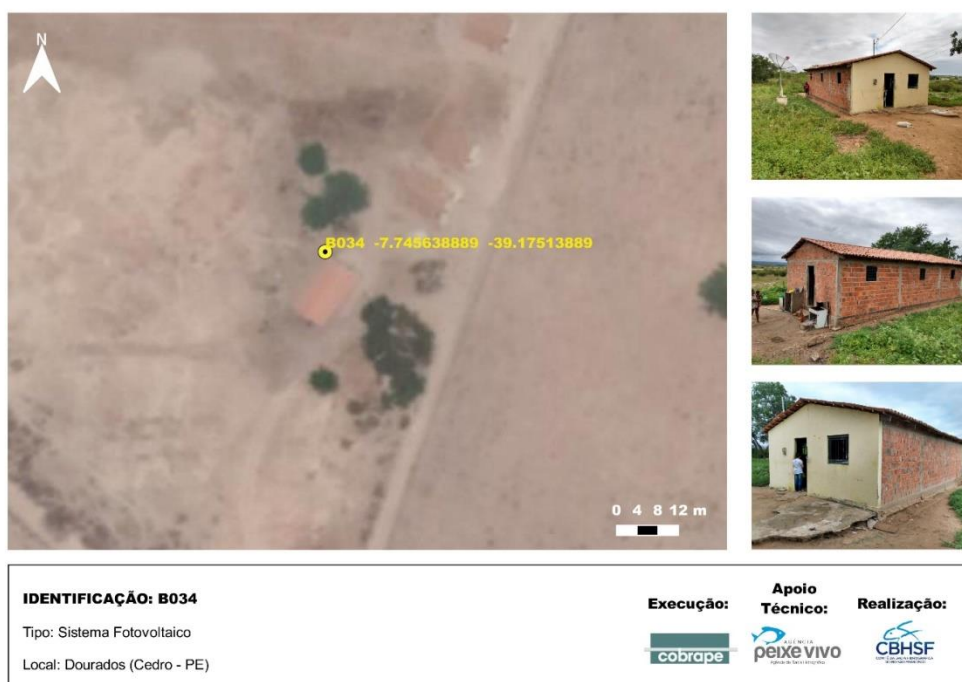 N
B034 -7.745638889 -39.17513889
0 4 8 12 m
IDENTIFICAÇÃO: B034
Tipo: Sistema Fotovoltaico
Local: Dourados (Cedro - PE)
Execução:
cobrape
Apoio
Técnico:
AGÊNCIA
peixe vivo
Realização:
CBHSF